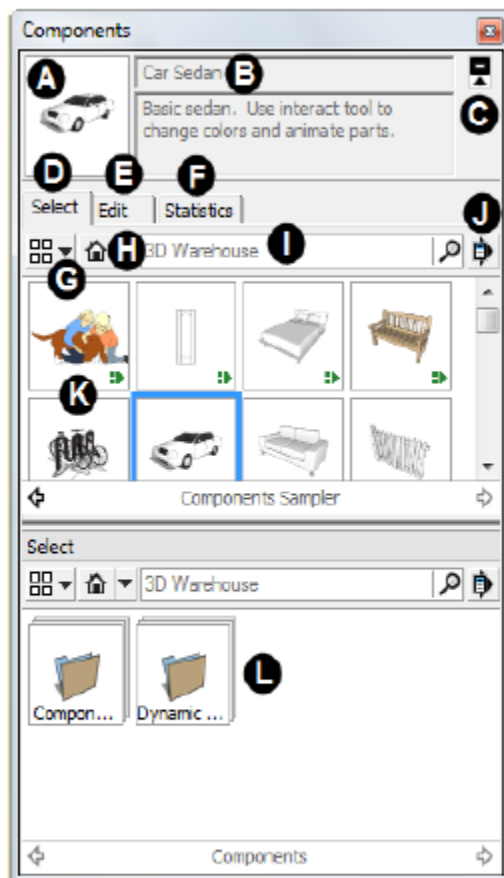 Components
A
Car Sedan B
Basic sedan. Use interact tool to
change colors and animate parts.
C
D E F
Select Edit Statistics
J
H 3D Warehouse I
G
K
Components Sampler
Select
3D Warehouse
L
Compon... Dynamic ...
Components